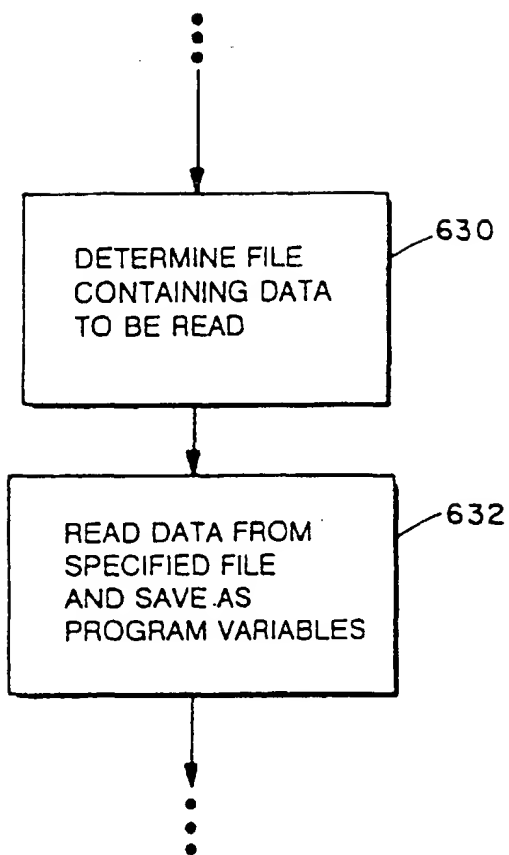 DETERMINE FILE
CONTAINING DATA
TO BE READ
630
READ DATA FROM
SPECIFIED FILE
AND SAVE AS
PROGRAM VARIABLES
632